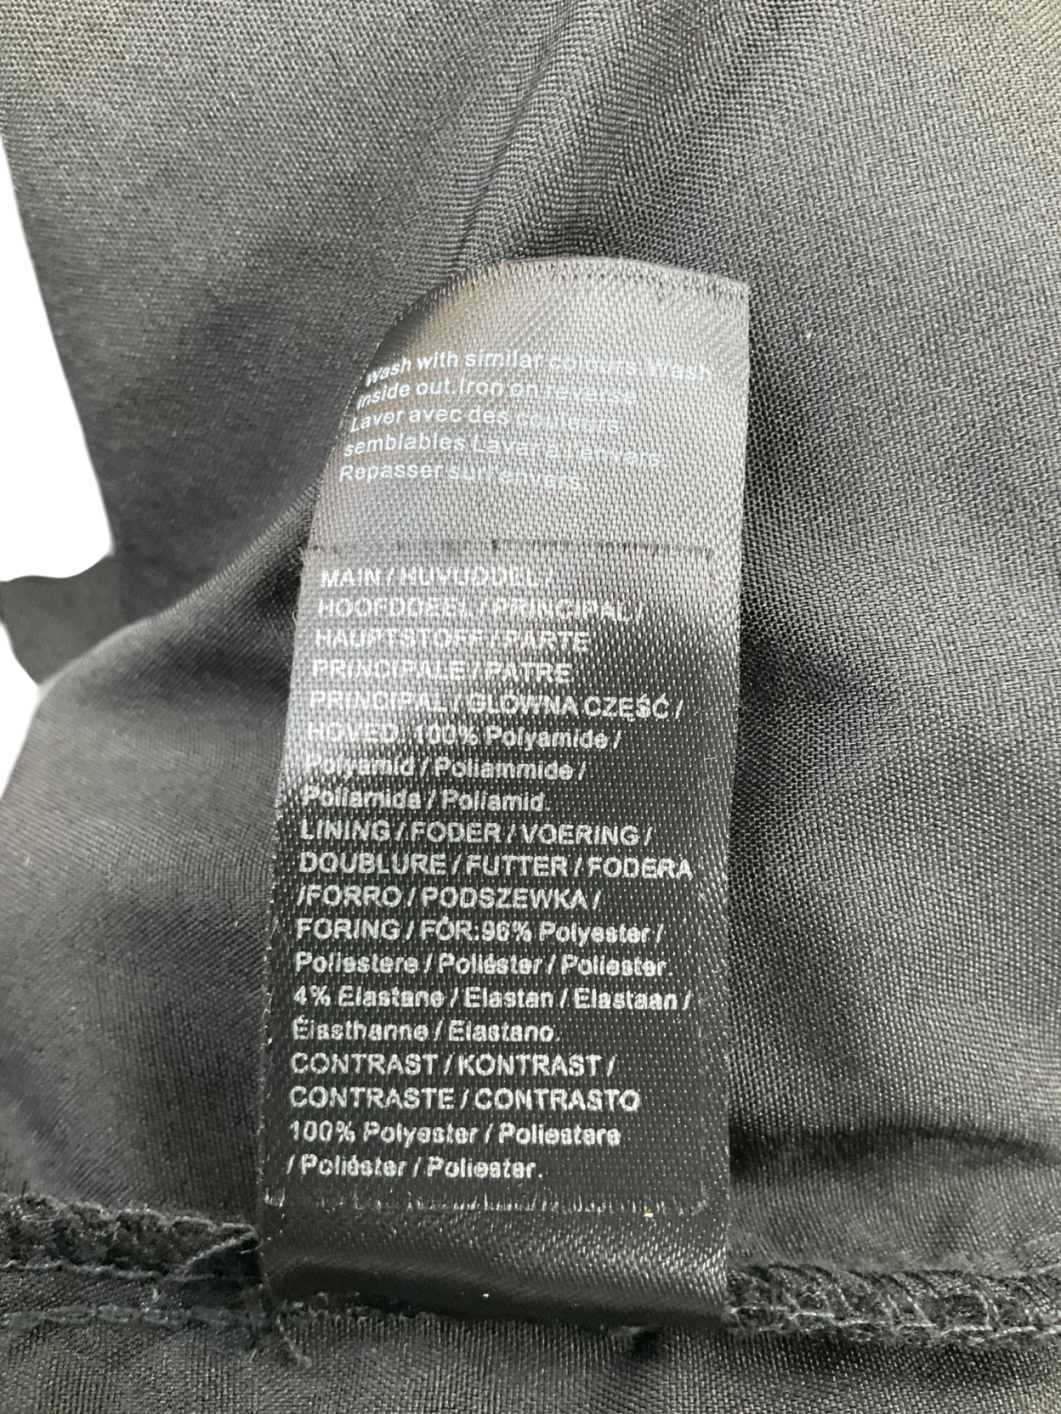 Wash with similar colours. Wash
inside out. Iron on reverse
Laver avec des couleurs
semblables. Lavar a l'envers.
Repasser sur l'envers.
MAIN / HUVUDDEL /
HOOFDDEEL / PRINCIPAL /
HAUPTSTOFF / PARTE
PRINCIPALE / PATRE
PRINCIPAL / GLÓWNA CZĘŚĆ /
HOVED: 100% Polyamide /
Polyamid / Poliammide /
Poliamida / Poliamid.
LINING / FODER / VOERING /
DOUBLURE / FUTTER / FODERA
/FORRO / PODSZEWKA /
FORING / FÓR:96% Polyester /
Poliestere / Poliéster / Poliester.
4% Elastane / Elastan / Elastaan /
Élasthanne / Elastano.
CONTRAST / KONTRAST /
CONTRASTE / CONTRASTO
100% Polyester / Poliestere
/ Poliéster / Poliester.